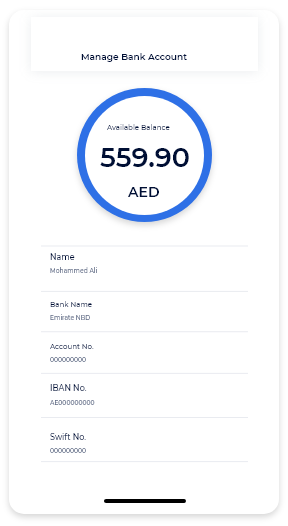 Manage Bank Account
Available Balance
559.90
AED
Name
Mohammed Ali
Bank Name
Emirate NBD
Account No.
000000000
IBAN No.
AE000000000
Swift No.
000000000